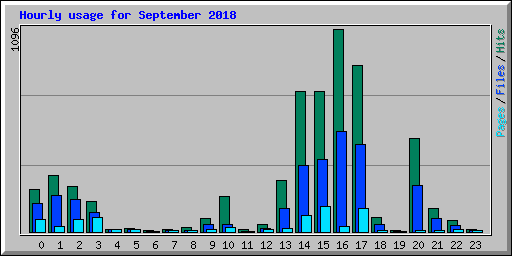 Hourly usage for September 2018
1096
Pages/Files/Hits
0 1 2 3 4 5 6 7 8 9 10 11 12 13 14 15 16 17 18 19 20 21 22 23